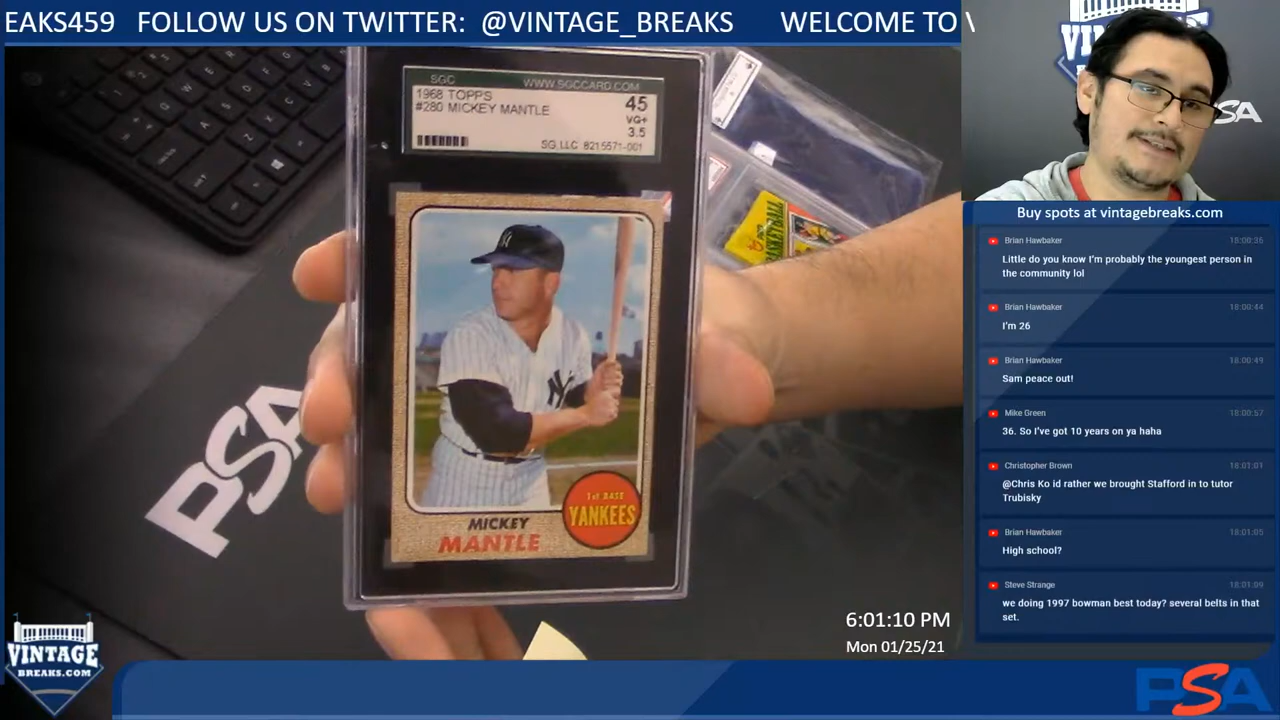 EAKS459 FOLLOW US ON TWITTER: @VINTAGE_BREAKS WELCOME TO
SGC WWW.SGCCARD.COM
1968 TOPPS
#280 MICKEY MANTLE
45
VG+
3.5
SG,LLC 8215571-001
BASKETBALL
NY
1st BASE
YANKEES
MICKEY
MANTLE
PSA
VINTAGE
BREAKS.COM
VIN
SA
Buy spots at vintagebreaks.com
Brian Hawbaker 18:00:35
Little do you know I'm probably the youngest person in
the community lol
Brian Hawbaker 18:00:44
I'm 26
Brian Hawbaker 18:00:49
Sam peace out!
Mike Green 18:00:57
36. So I've got 10 years on ya haha
Christopher Brown 18:01:01
@Chris Ko id rather we brought Stafford in to tutor
Trubisky
Brian Hawbaker 18:01:05
High school?
Steve Strange 18:01:09
we doing 1997 bowman best today? several belts in that
set.
6:01:10 PM
Mon 01/25/21
PSA